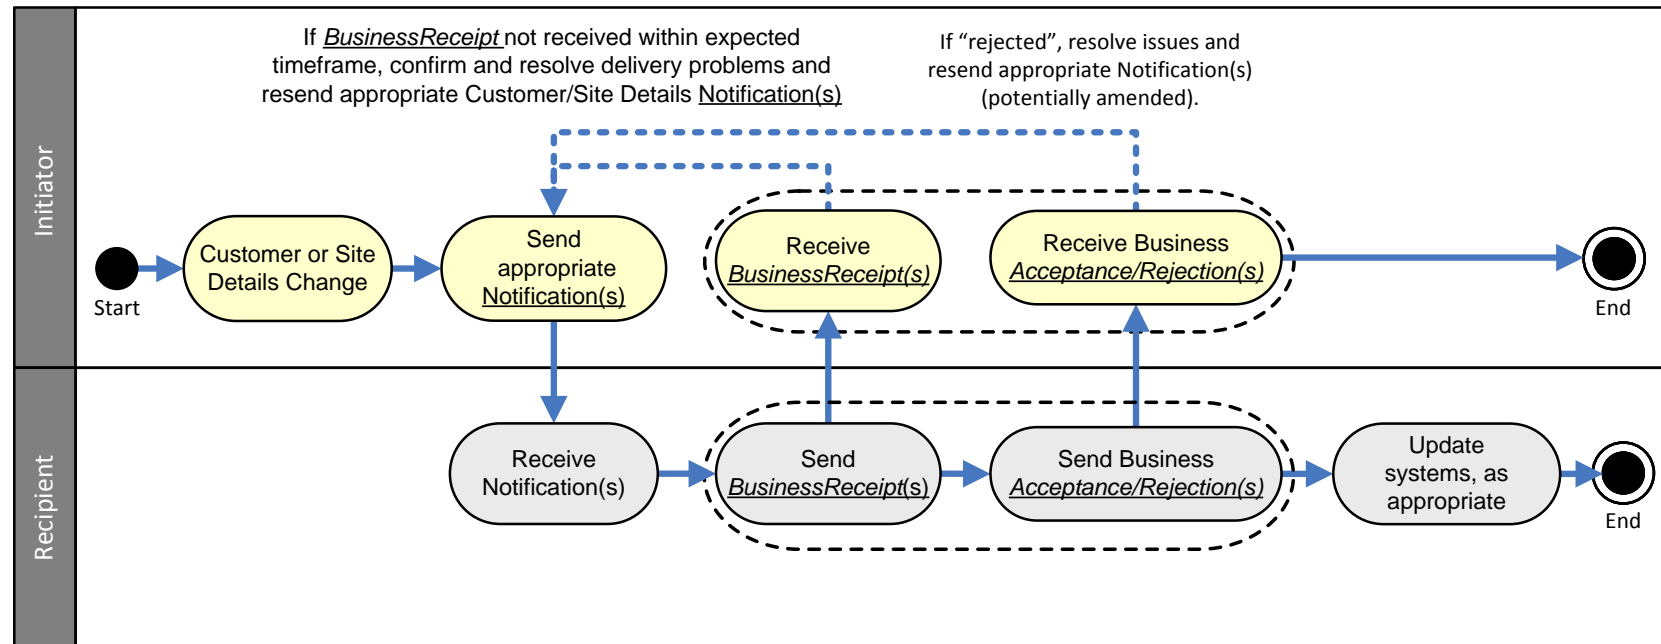 Initiator
If BusinessReceipt not received within expected
timeframe, confirm and resolve delivery problems and
resend appropriate Customer/Site Details Notification(s)
If “rejected”, resolve issues and
resend appropriate Notification(s)
(potentially amended).
Start
Customer or Site
Details Change
Send
appropriate
Notification(s)
Receive
BusinessReceipt(s)
Receive Business
Acceptance/Rejection(s)
End
Recipient
Receive
Notification(s)
Send
BusinessReceipt(s)
Send Business
Acceptance/Rejection(s)
Update
systems, as
appropriate
End